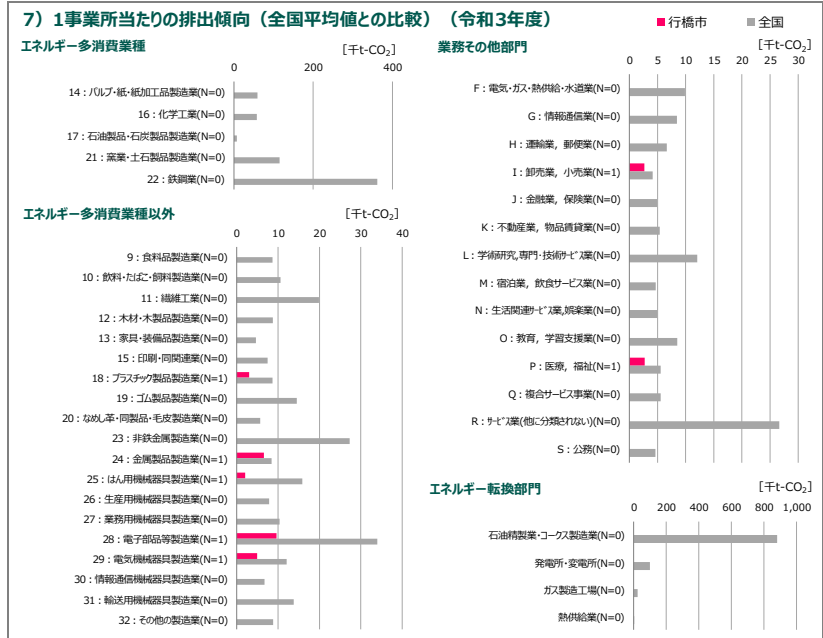 7）1事業所当たりの排出傾向（全国平均値との比較）（令和3年度）
行橋市
全国
エネルギー多消費業種
[千t-CO₂]
0
200
400
14：パルプ・紙・紙加工品製造業(N=0)
16：化学工業(N=0)
17：石油製品・石炭製品製造業(N=0)
21：窯業・土石製品製造業(N=0)
22：鉄鋼業(N=0)
エネルギー多消費業種以外
[千t-CO₂]
0
10
20
30
40
9：食料品製造業(N=0)
10：飲料・たばこ・飼料製造業(N=0)
11：繊維工業(N=0)
12：木材・木製品製造業(N=0)
13：家具・装備品製造業(N=0)
15：印刷・同関連業(N=0)
18：プラスチック製品製造業(N=1)
19：ゴム製品製造業(N=0)
20：なめし革・同製品・毛皮製造業(N=0)
23：非鉄金属製造業(N=0)
24：金属製品製造業(N=1)
25：はん用機械器具製造業(N=1)
26：生産用機械器具製造業(N=0)
27：業務用機械器具製造業(N=0)
28：電子部品等製造業(N=1)
29：電気機械器具製造業(N=1)
30：情報通信機械器具製造業(N=0)
31：輸送用機械器具製造業(N=0)
32：その他の製造業(N=0)
業務その他部門
[千t-CO₂]
0
5
10
15
20
25
30
F：電気・ガス・熱供給・水道業(N=0)
G：情報通信業(N=0)
H：運輸業，郵便業(N=0)
I：卸売業，小売業(N=1)
J：金融業，保険業(N=0)
K：不動産業，物品賃貸業(N=0)
L：学術研究,専門・技術ｻｰﾋﾞｽ業(N=0)
M：宿泊業，飲食サービス業(N=0)
N：生活関連ｻｰﾋﾞｽ業,娯楽業(N=0)
O：教育，学習支援業(N=0)
P：医療，福祉(N=1)
Q：複合サービス事業(N=0)
R：ｻｰﾋﾞｽ業(他に分類されない)(N=0)
S：公務(N=0)
エネルギー転換部門
[千t-CO₂]
0
200
400
600
800
1,000
石油精製業・コークス製造業(N=0)
発電所・変電所(N=0)
ガス製造工場(N=0)
熱供給業(N=0)